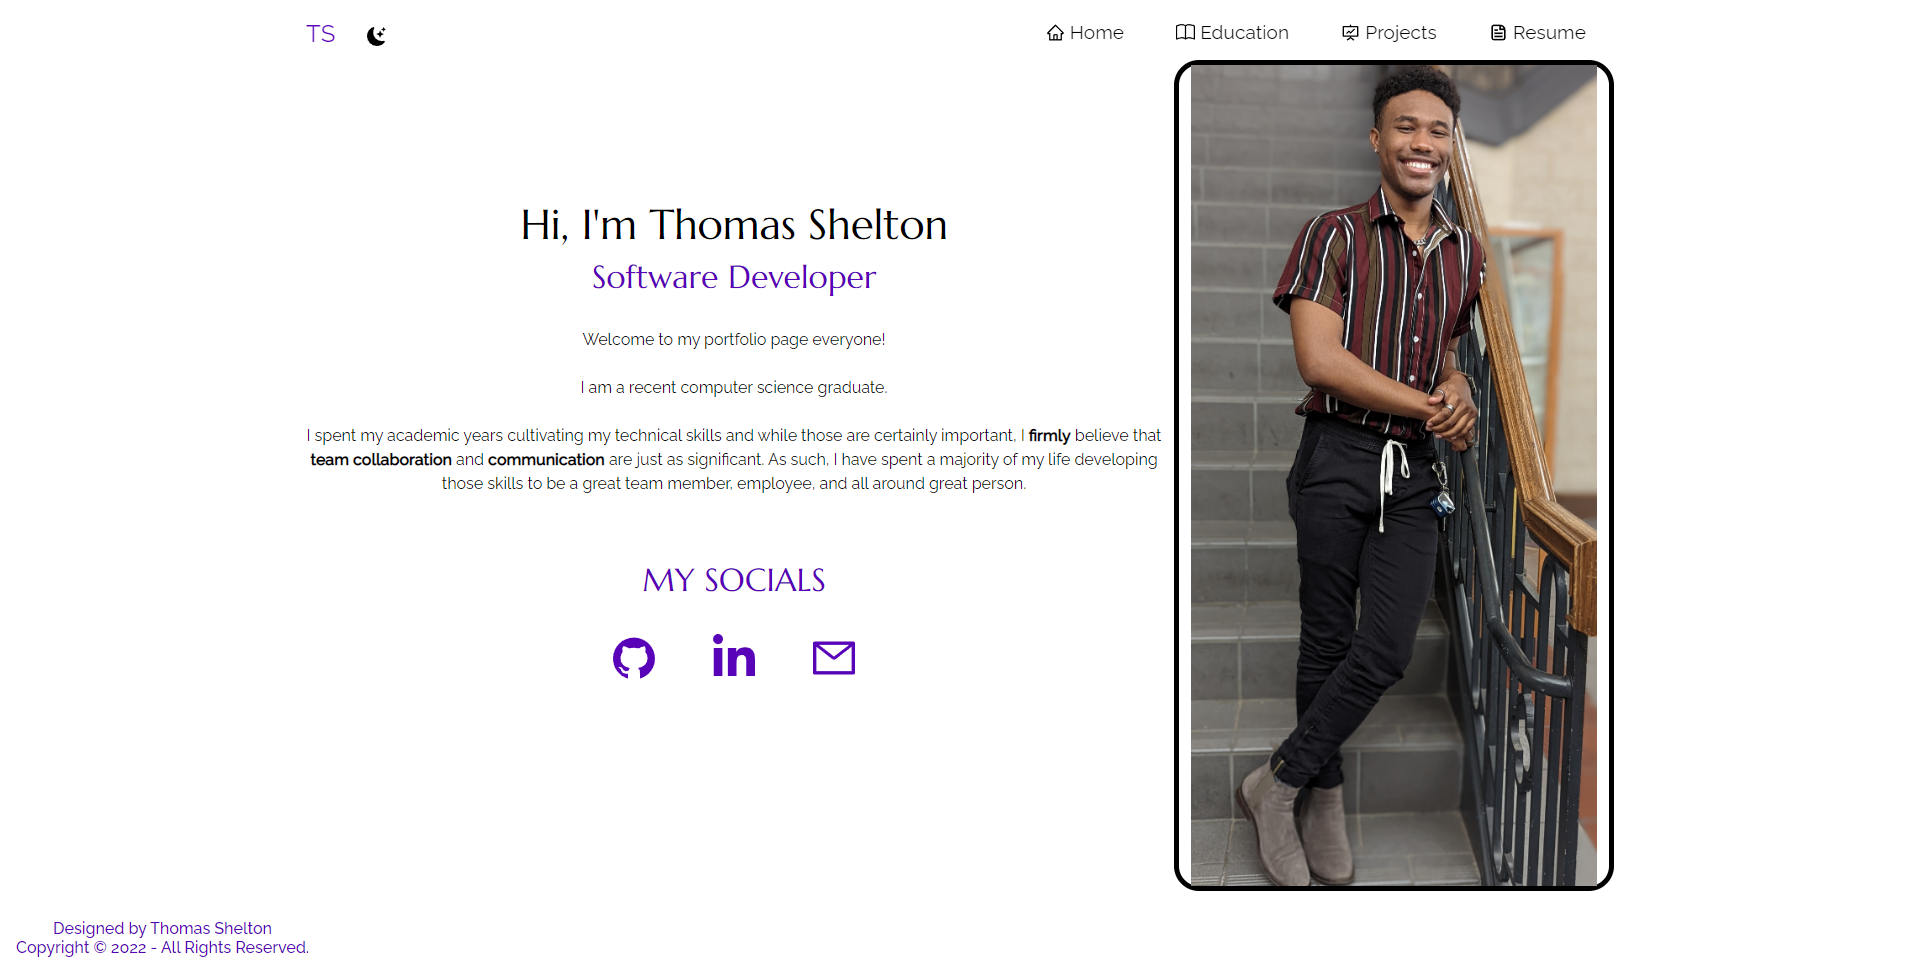 TS
Home
Education
Projects
Resume
Hi, I'm Thomas Shelton
Software Developer
Welcome to my portfolio page everyone!
I am a recent computer science graduate.
I spent my academic years cultivating my technical skills and while those are certainly important, I firmly believe that
team collaboration and communication are just as significant. As such, I have spent a majority of my life developing
those skills to be a great team member, employee, and all around great person.
MY SOCIALS
in
Designed by Thomas Shelton
Copyright © 2022 - All Rights Reserved.